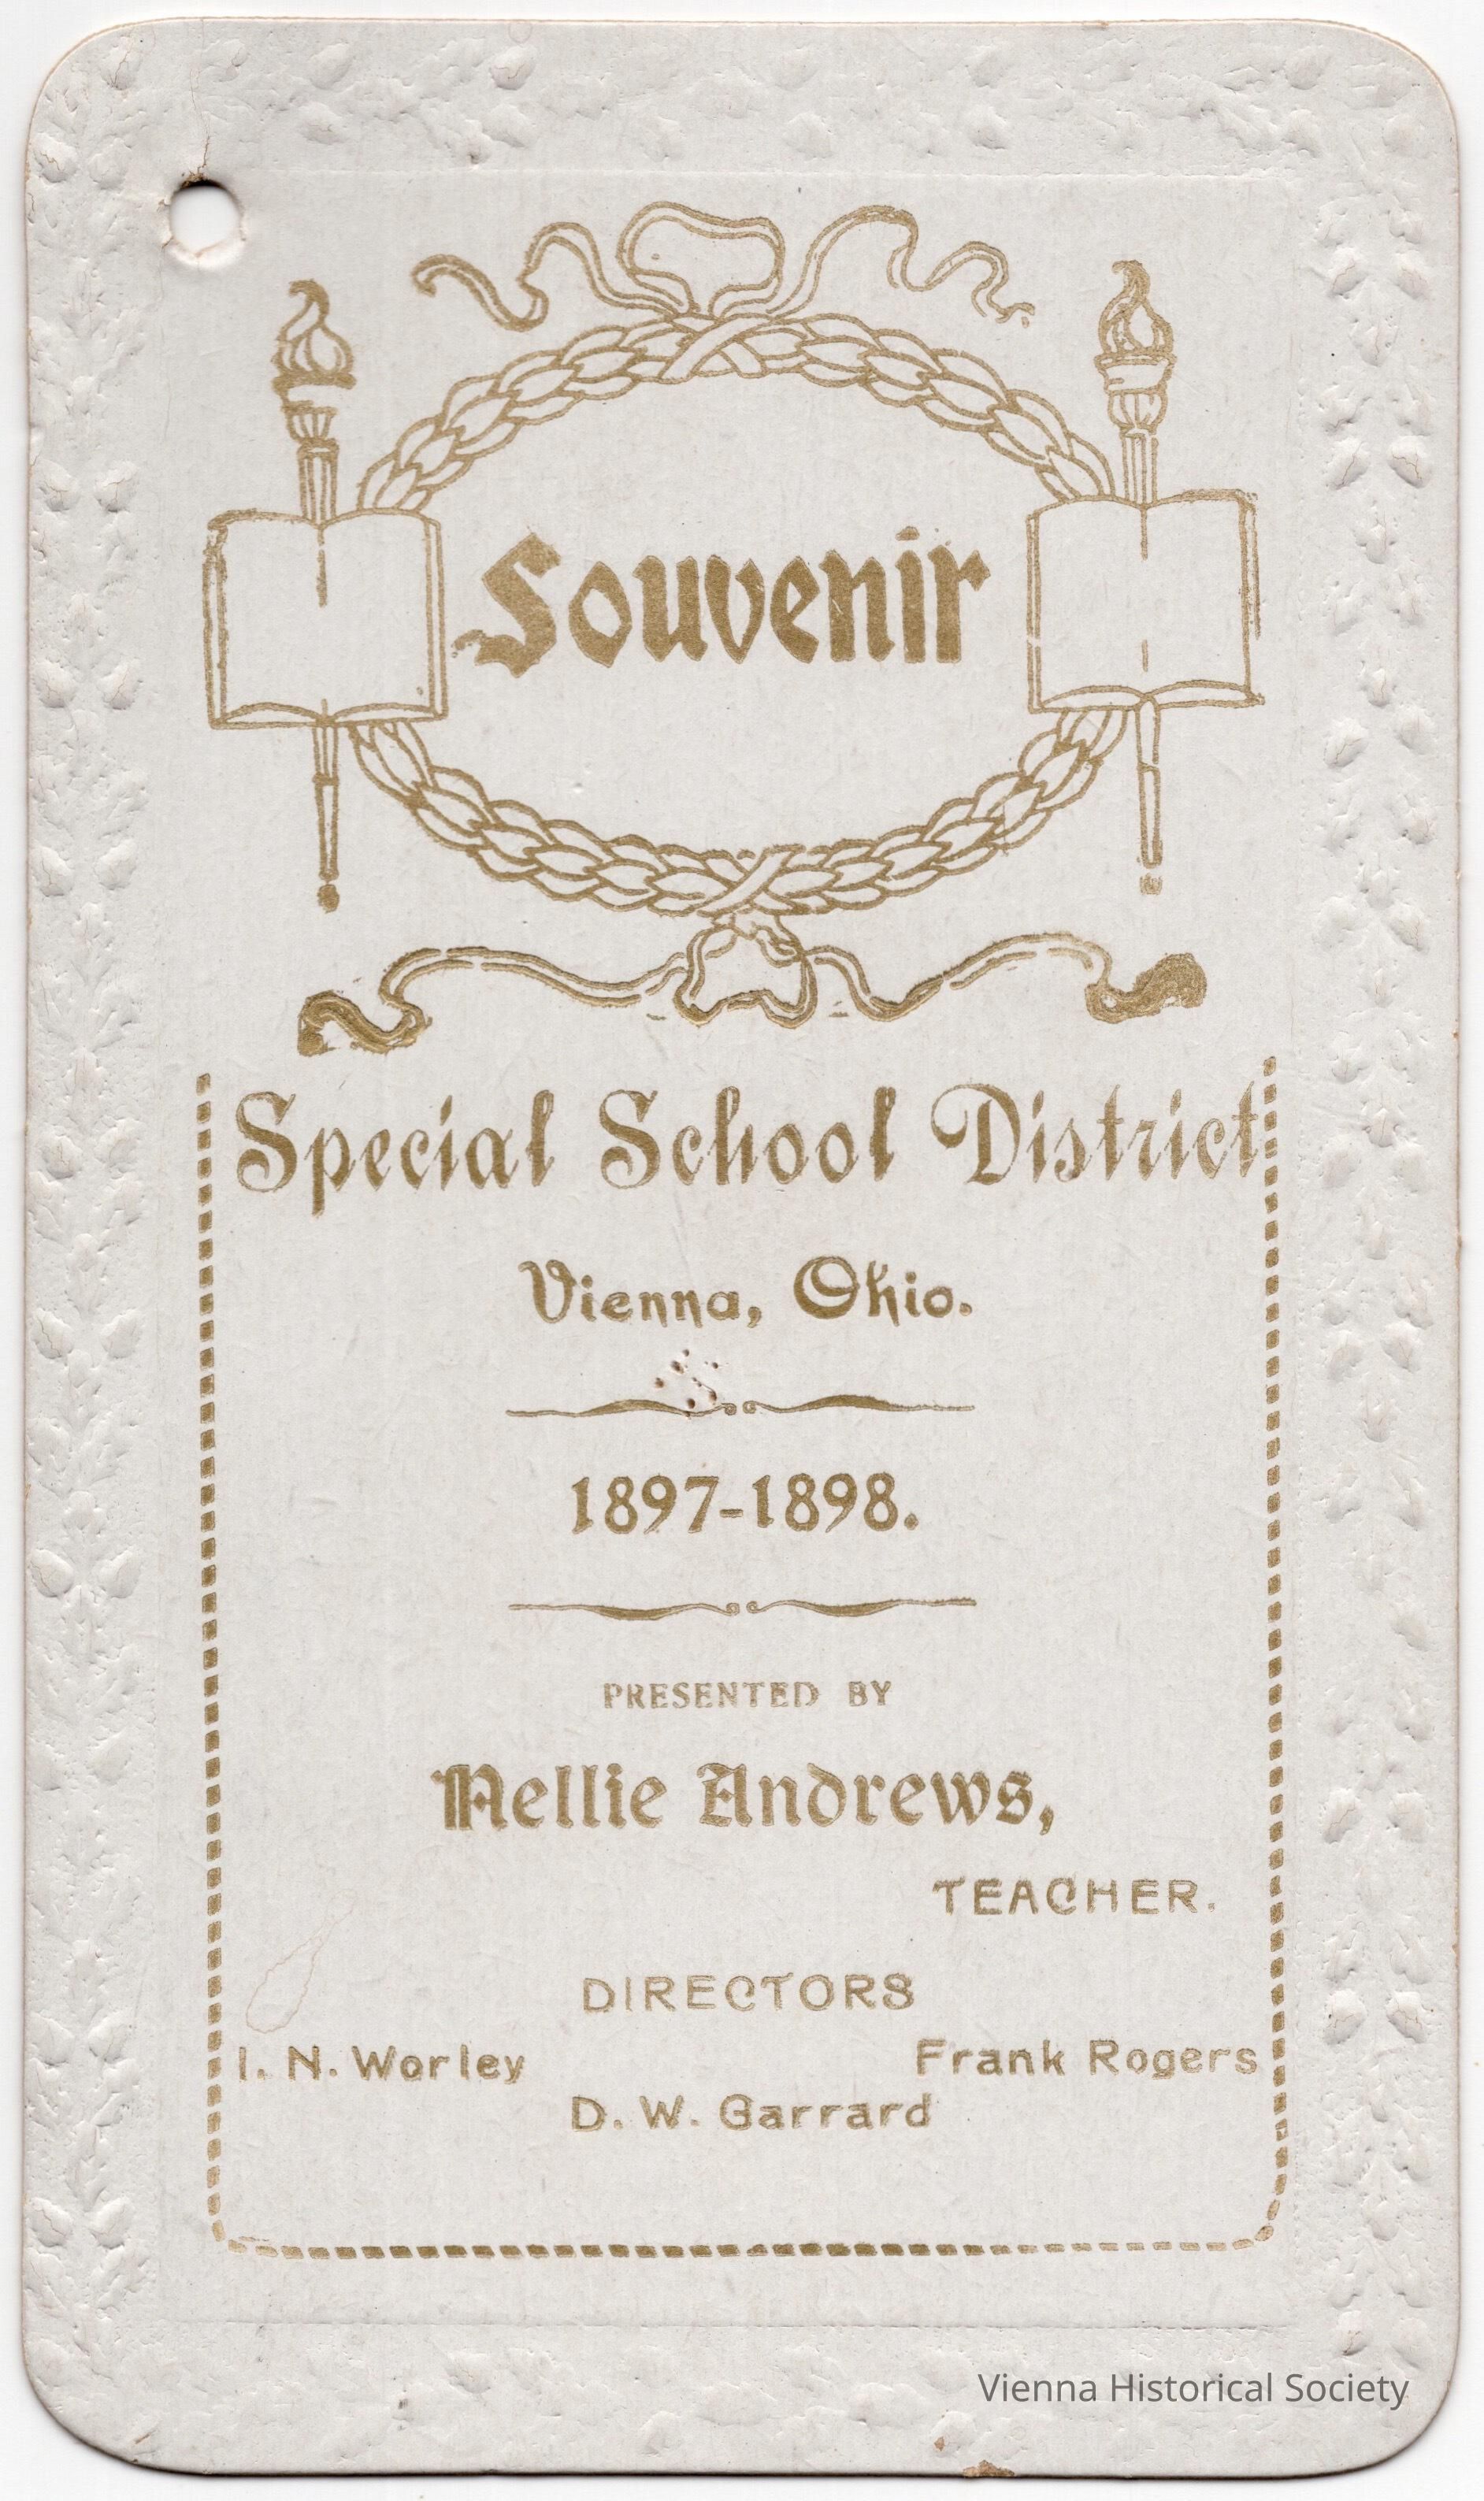 Souvenir
Special School District
Vienna, Ohio.
1897-1898.
PRESENTED BY
Nellie Andrews,
TEACHER.
DIRECTORS
I. N. Worley
Frank Rogers
D. W. Garrard
Vienna Historical Society